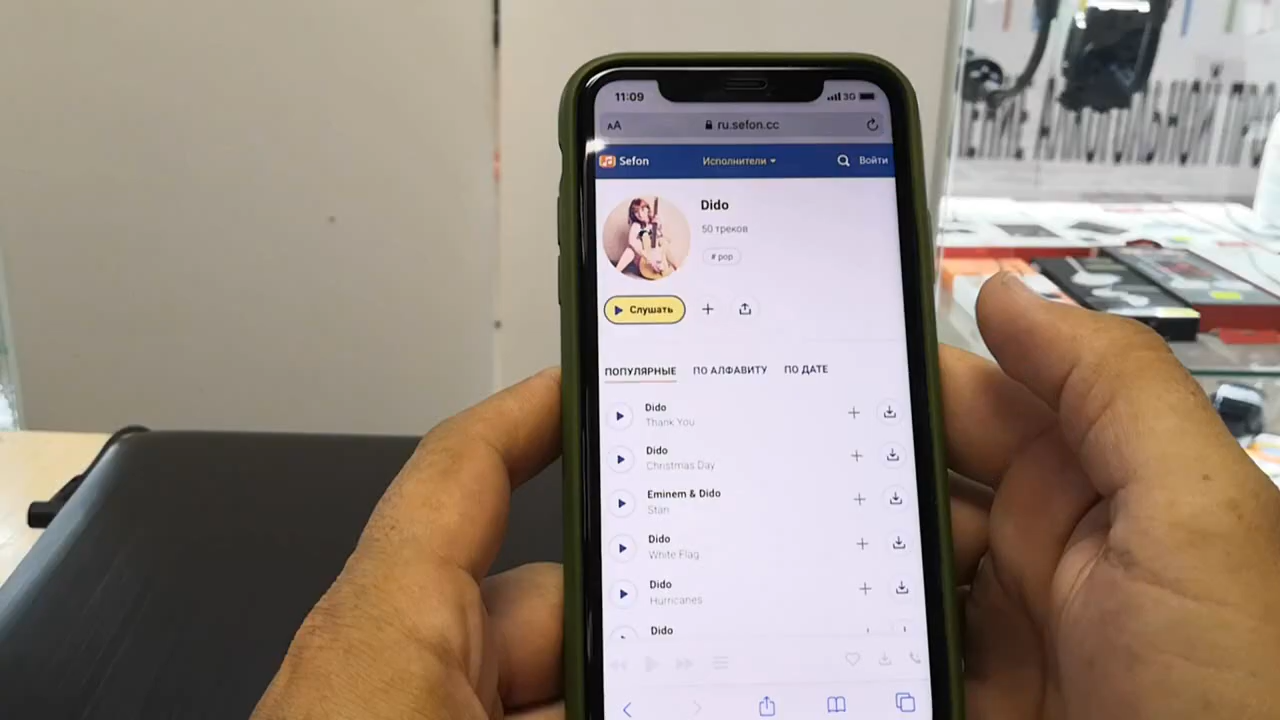 11:09
3G
AA
ru.sefon.cc
Sefon
Исполнители
Войти
Dido
50 треков
# pop
Слушать
ПОПУЛЯРНЫЕ
ПО АЛФАВИТУ
ПО ДАТЕ
Dido
Thank You
Dido
Christmas Day
Eminem & Dido
Stan
Dido
White Flag
Dido
Hurricanes
Dido